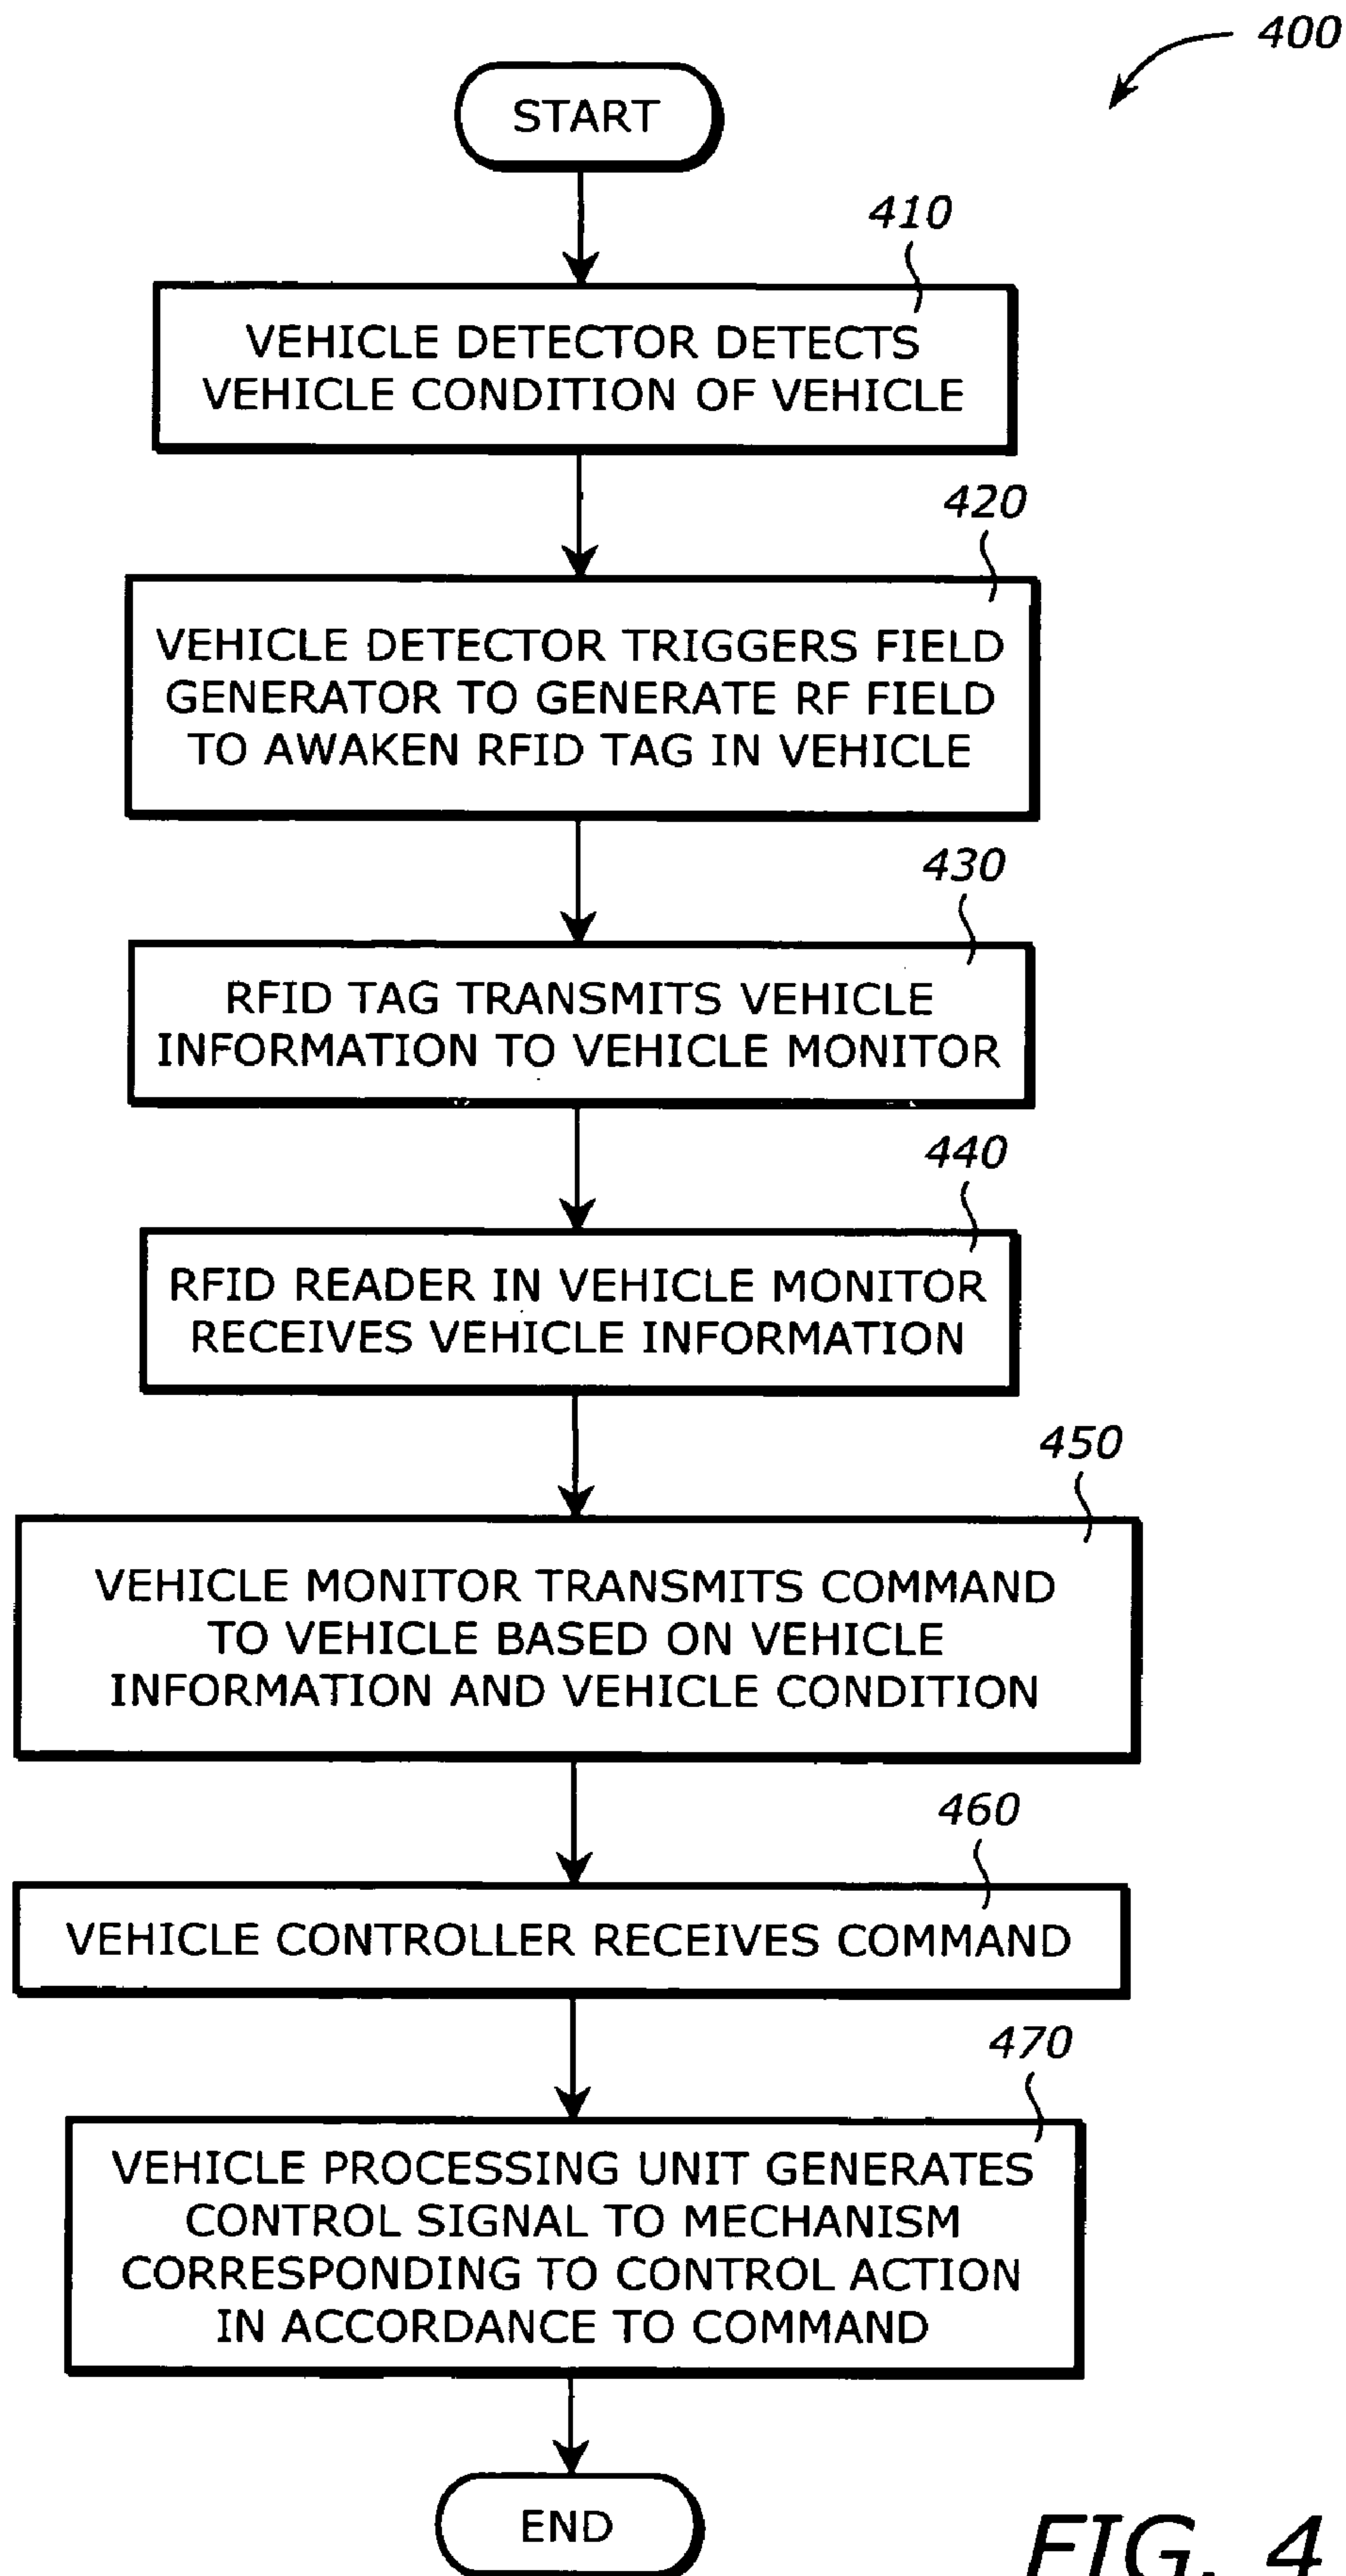 400
START
410
VEHICLE DETECTOR DETECTS
VEHICLE CONDITION OF VEHICLE
420
VEHICLE DETECTOR TRIGGERS FIELD
GENERATOR TO GENERATE RF FIELD
TO AWAKEN RFID TAG IN VEHICLE
430
RFID TAG TRANSMITS VEHICLE
INFORMATION TO VEHICLE MONITOR
440
RFID READER IN VEHICLE MONITOR
RECEIVES VEHICLE INFORMATION
450
VEHICLE MONITOR TRANSMITS COMMAND
TO VEHICLE BASED ON VEHICLE
INFORMATION AND VEHICLE CONDITION
460
VEHICLE CONTROLLER RECEIVES COMMAND
470
VEHICLE PROCESSING UNIT GENERATES
CONTROL SIGNAL TO MECHANISM
CORRESPONDING TO CONTROL ACTION
IN ACCORDANCE TO COMMAND
END
FIG. 4